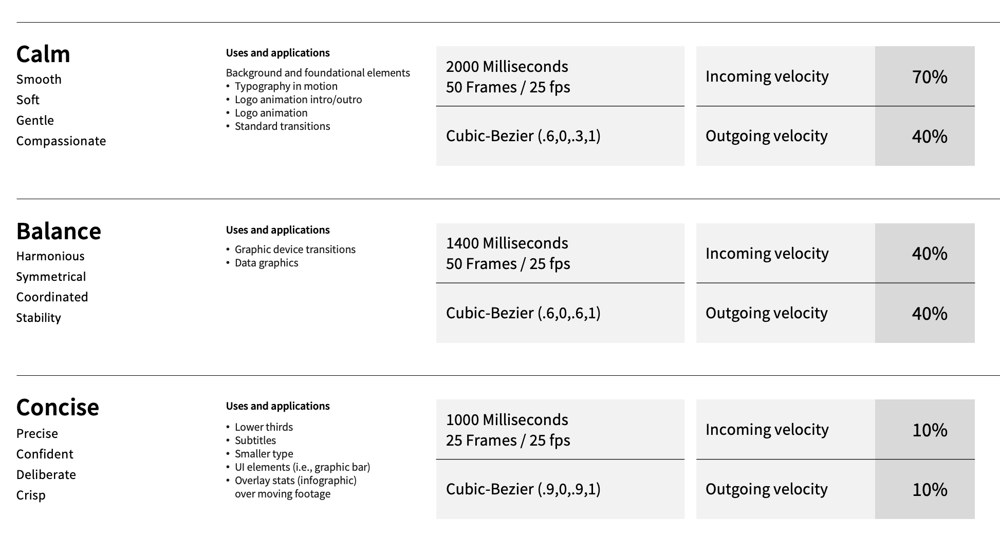 Calm
Smooth
Soft
Gentle
Compassionate
Uses and applications
Background and foundational elements
• Typography in motion
• Logo animation intro/outro
• Logo animation
• Standard transitions
2000 Milliseconds
50 Frames / 25 fps
Cubic-Bezier (.6,0,.3,1)
Incoming velocity 70%
Outgoing velocity 40%
Balance
Harmonious
Symmetrical
Coordinated
Stability
Uses and applications
• Graphic device transitions
• Data graphics
1400 Milliseconds
50 Frames / 25 fps
Cubic-Bezier (.6,0,.6,1)
Incoming velocity 40%
Outgoing velocity 40%
Concise
Precise
Confident
Deliberate
Crisp
Uses and applications
• Lower thirds
• Subtitles
• Smaller type
• UI elements (i.e., graphic bar)
• Overlay stats (infographic)
over moving footage
1000 Milliseconds
25 Frames / 25 fps
Cubic-Bezier (.9,0,.9,1)
Incoming velocity 10%
Outgoing velocity 10%